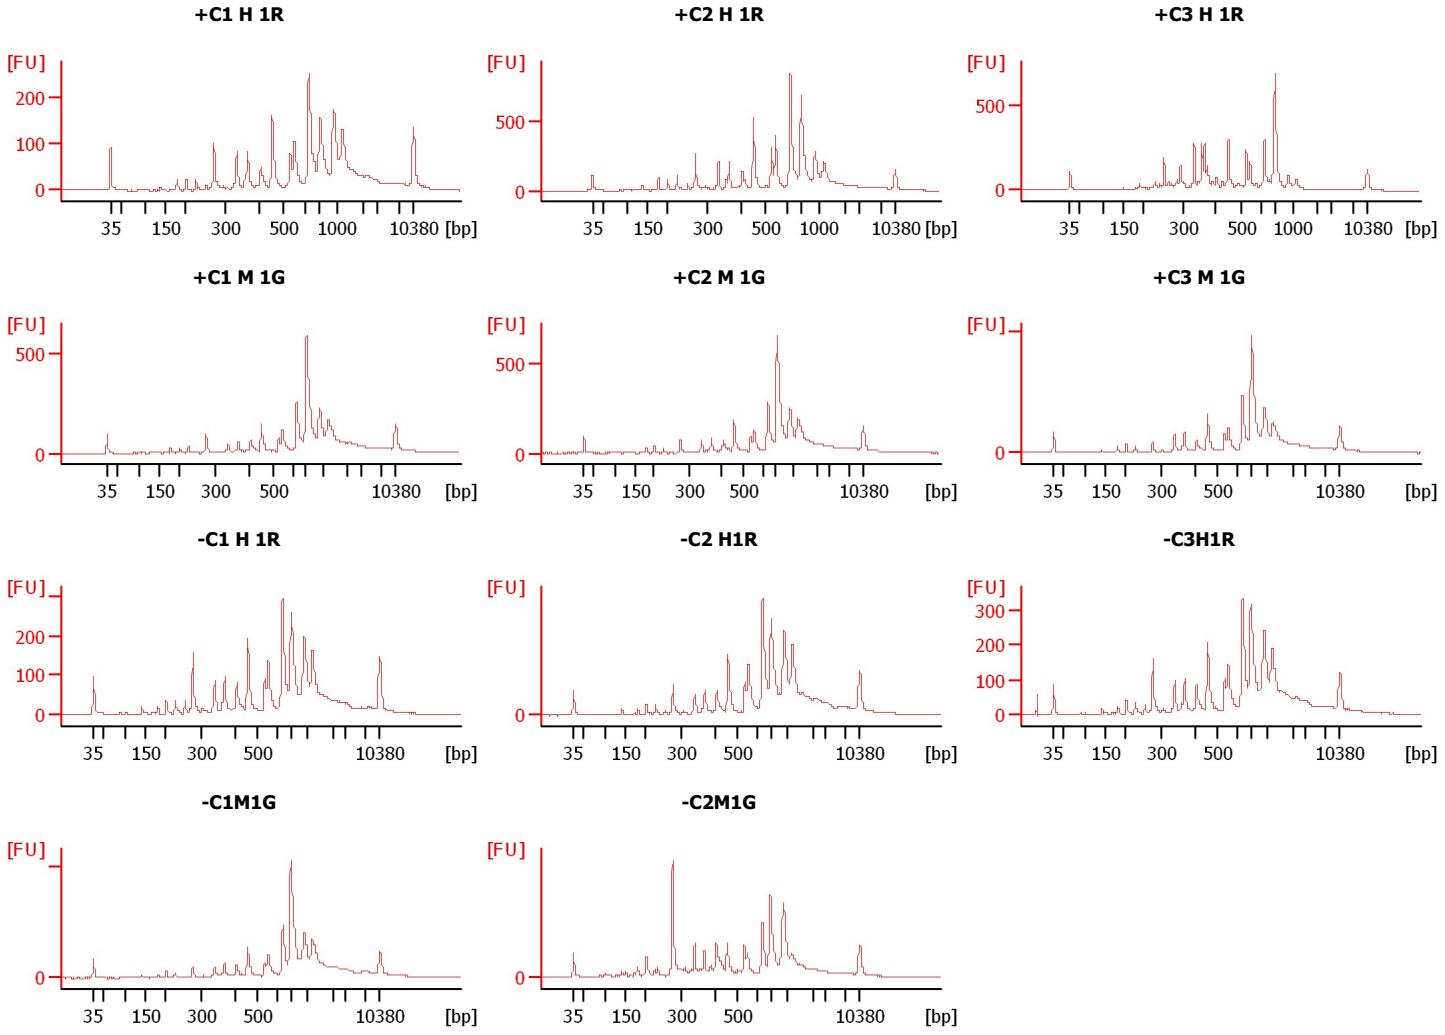 +C1 H 1R
+C2 H 1R
+C3 H 1R
[FU]
200
100
0
35 150 300 500 1000 10380 [bp]
[FU]
500
0
35 150 300 500 1000 10380 [bp]
[FU]
500
0
35 150 300 500 1000 10380 [bp]
+C1 M 1G
+C2 M 1G
+C3 M 1G
[FU]
500
0
35 150 300 500 10380 [bp]
[FU]
500
0
35 150 300 500 10380 [bp]
[FU]
0
35 150 300 500 10380 [bp]
-C1 H 1R
-C2 H1R
-C3H1R
[FU]
200
100
0
35 150 300 500 10380 [bp]
[FU]
0
35 150 300 500 10380 [bp]
[FU]
300
200
100
0
35 150 300 500 10380 [bp]
-C1M1G
-C2M1G
[FU]
0
35 150 300 500 10380 [bp]
[FU]
0
35 150 300 500 10380 [bp]